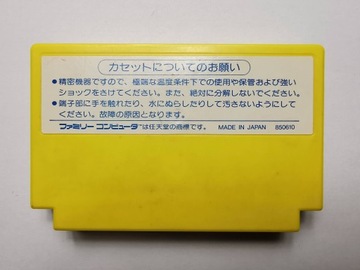 カセットについてのお願い
●精密機器ですので、極端な温度条件下での使用や保管および強い
ショックをさけてください。また、絶対に分解しないでください。
●端子部に手を触れたり、水にぬらしたりして汚さないようにして
ください。故障の原因となります。
ファミリー コンピュータ は任天堂の商標です。 MADE IN JAPAN 850610